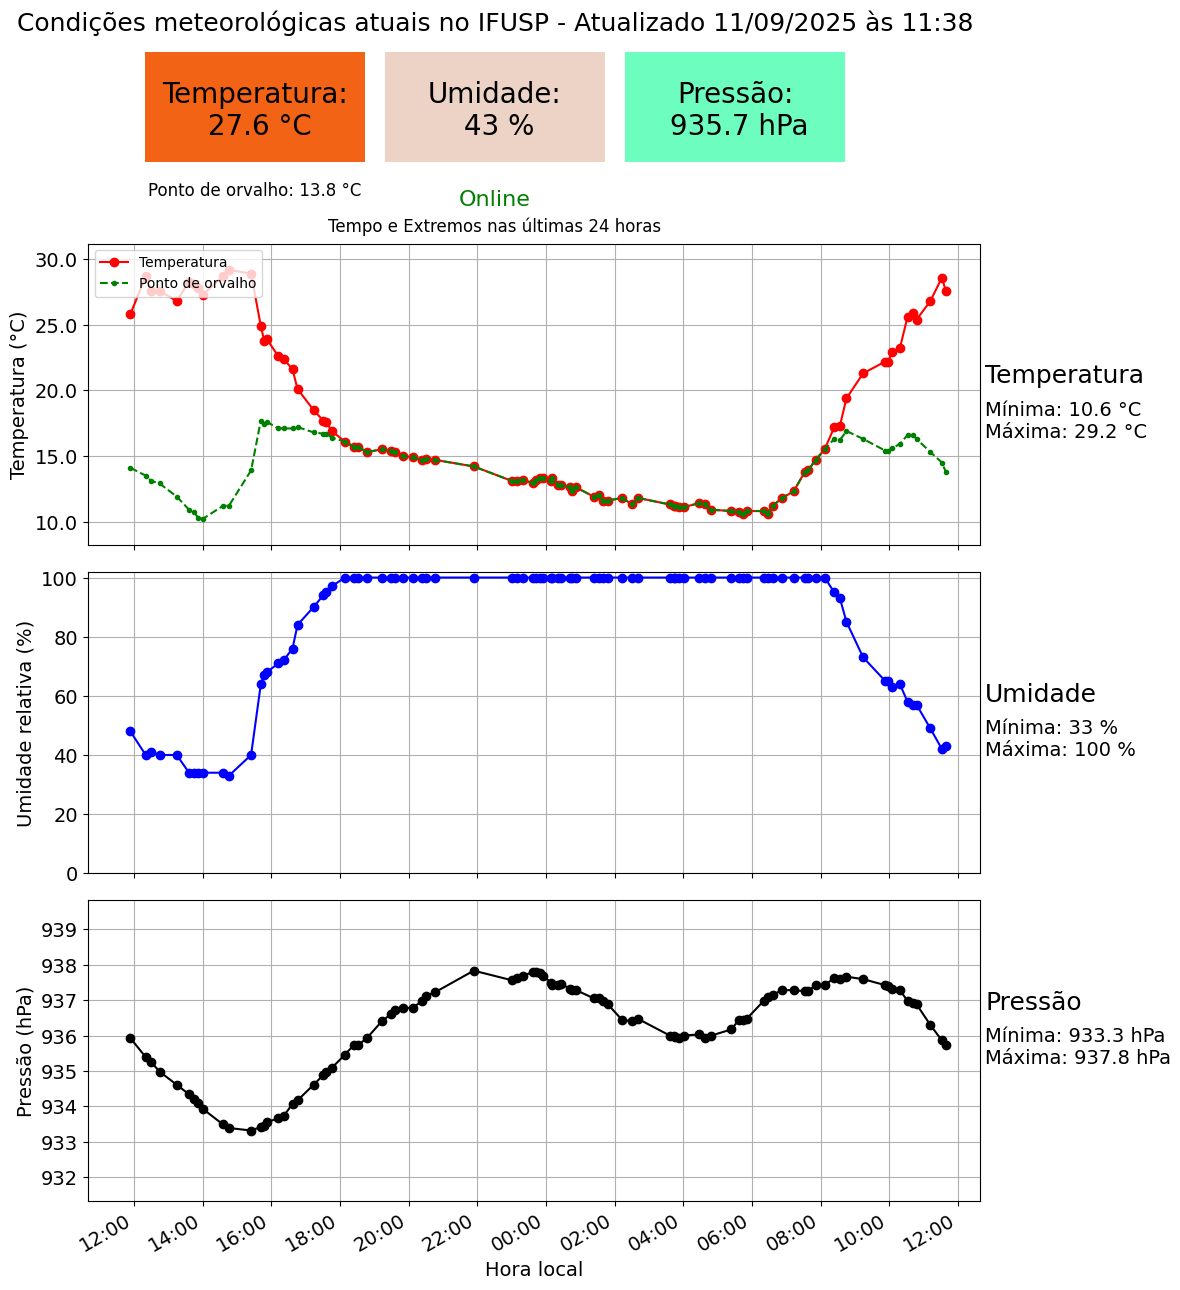 Condições meteorológicas atuais no IFUSP - Atualizado 11/09/2025 às 11:38
Temperatura:
27.6 °C
Umidade:
43 %
Pressão:
935.7 hPa
Ponto de orvalho: 13.8 °C
Online
Tempo e Extremos nas últimas 24 horas
Temperatura
Ponto de orvalho
Temperatura (°C)
30.0
25.0
20.0
15.0
10.0
Temperatura
Mínima: 10.6 °C
Máxima: 29.2 °C
Umidade relativa (%)
100
80
60
40
20
0
Umidade
Mínima: 33 %
Máxima: 100 %
Pressão (hPa)
939
938
937
936
935
934
933
932
Pressão
Mínima: 933.3 hPa
Máxima: 937.8 hPa
12:00 14:00 16:00 18:00 20:00 22:00 00:00 02:00 04:00 06:00 08:00 10:00 12:00
Hora local